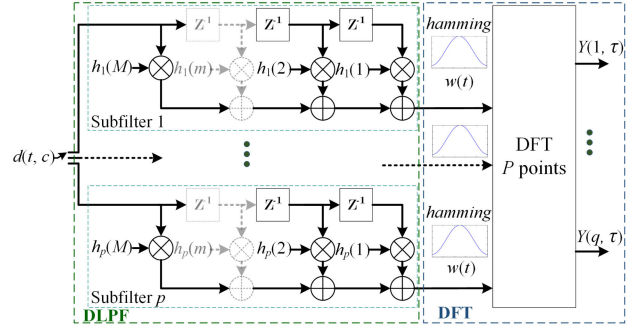 Z⁻¹ Z⁻¹ Z⁻¹
h₁(M) h₁(m) h₁(2) h₁(1)
Subfilter 1
hamming
w(t)
Y(1, τ)
d(t, c)
DFT
P points
Z⁻¹ Z⁻¹ Z⁻¹
hₚ(M) hₚ(m) hₚ(2) hₚ(1)
Subfilter p
hamming
w(t)
Y(q, τ)
DLPF
DFT